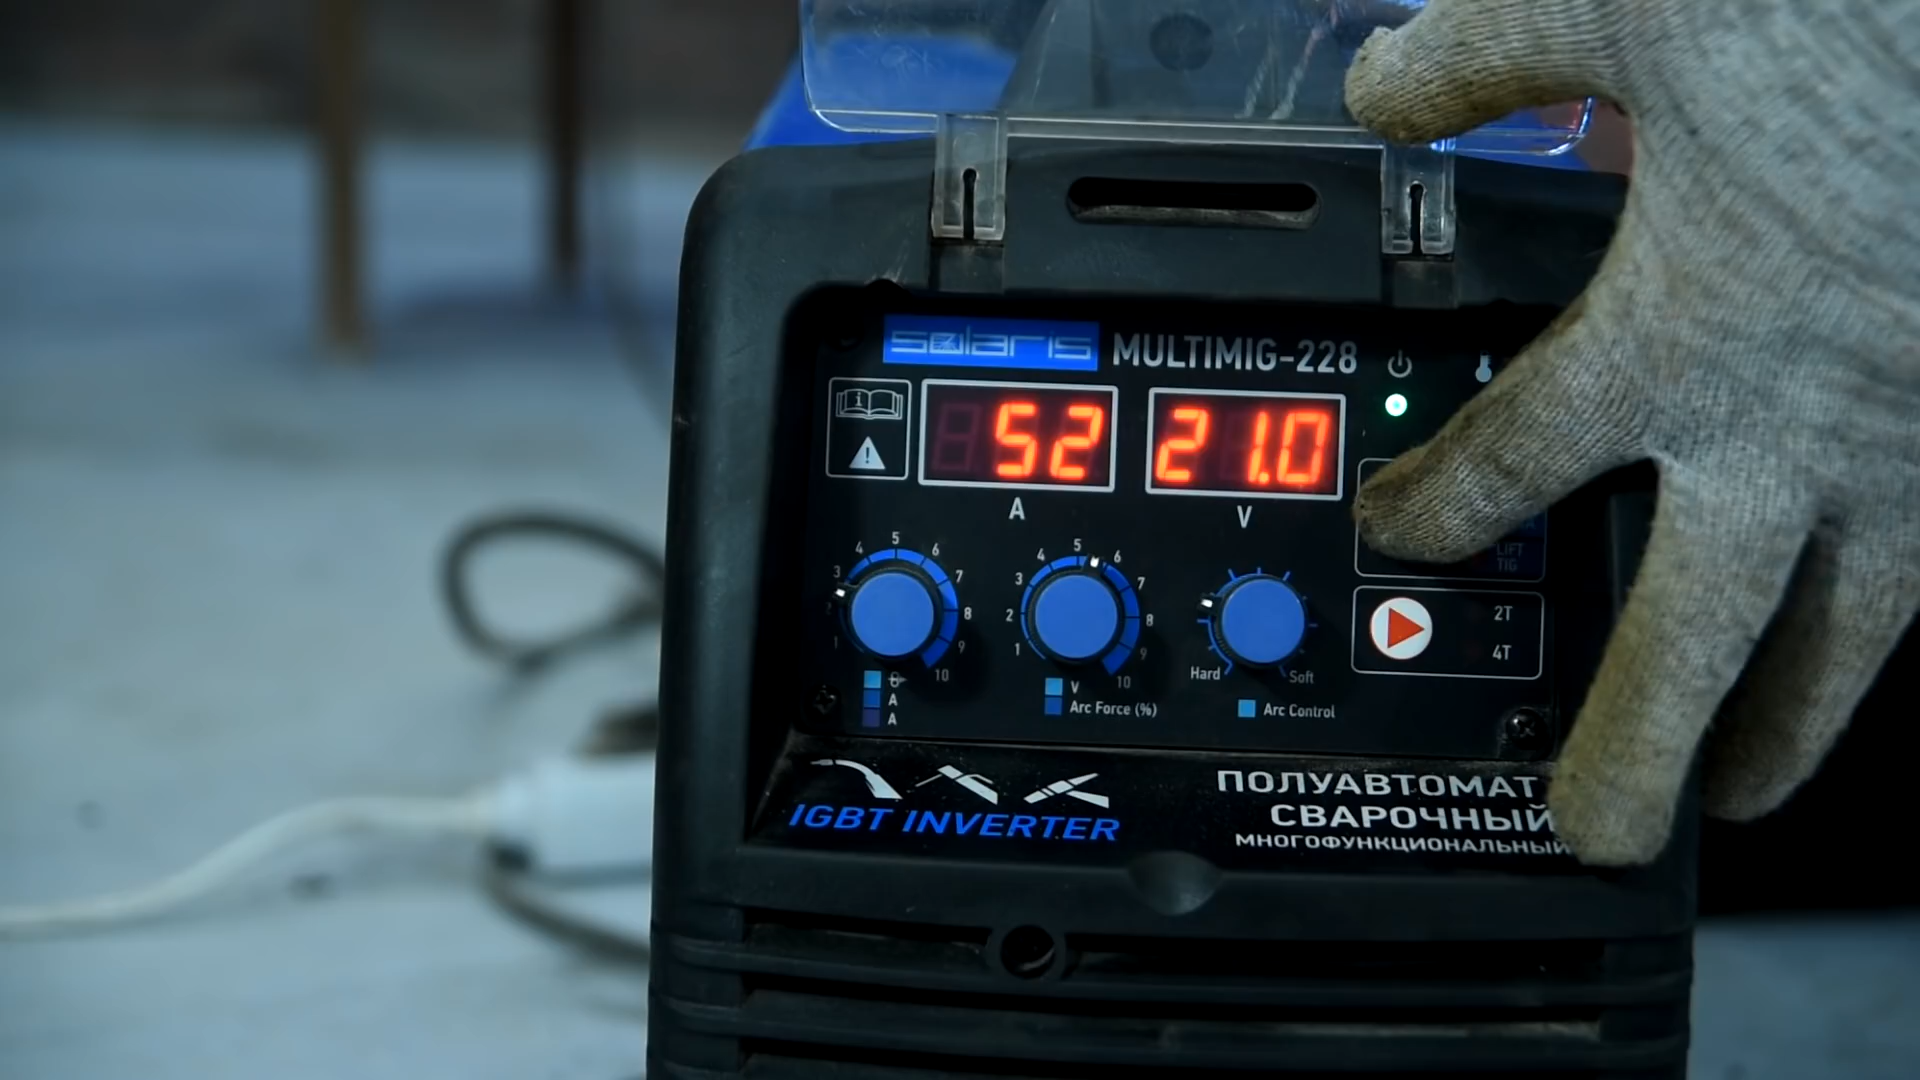 solaris MULTIMIG-228
i
!
52 21.0
A V
1 2 3 4 5 6 7 8 9 10
1 2 3 4 5 6 7 8 9 10
Hard Soft
A
A
V
Arc Force (%)
Arc Control
LIFT
TIG
2T
4T
IGBT INVERTER
ПОЛУАВТОМАТ
СВАРОЧНЫЙ
МНОГОФУНКЦИОНАЛЬНЫЙ